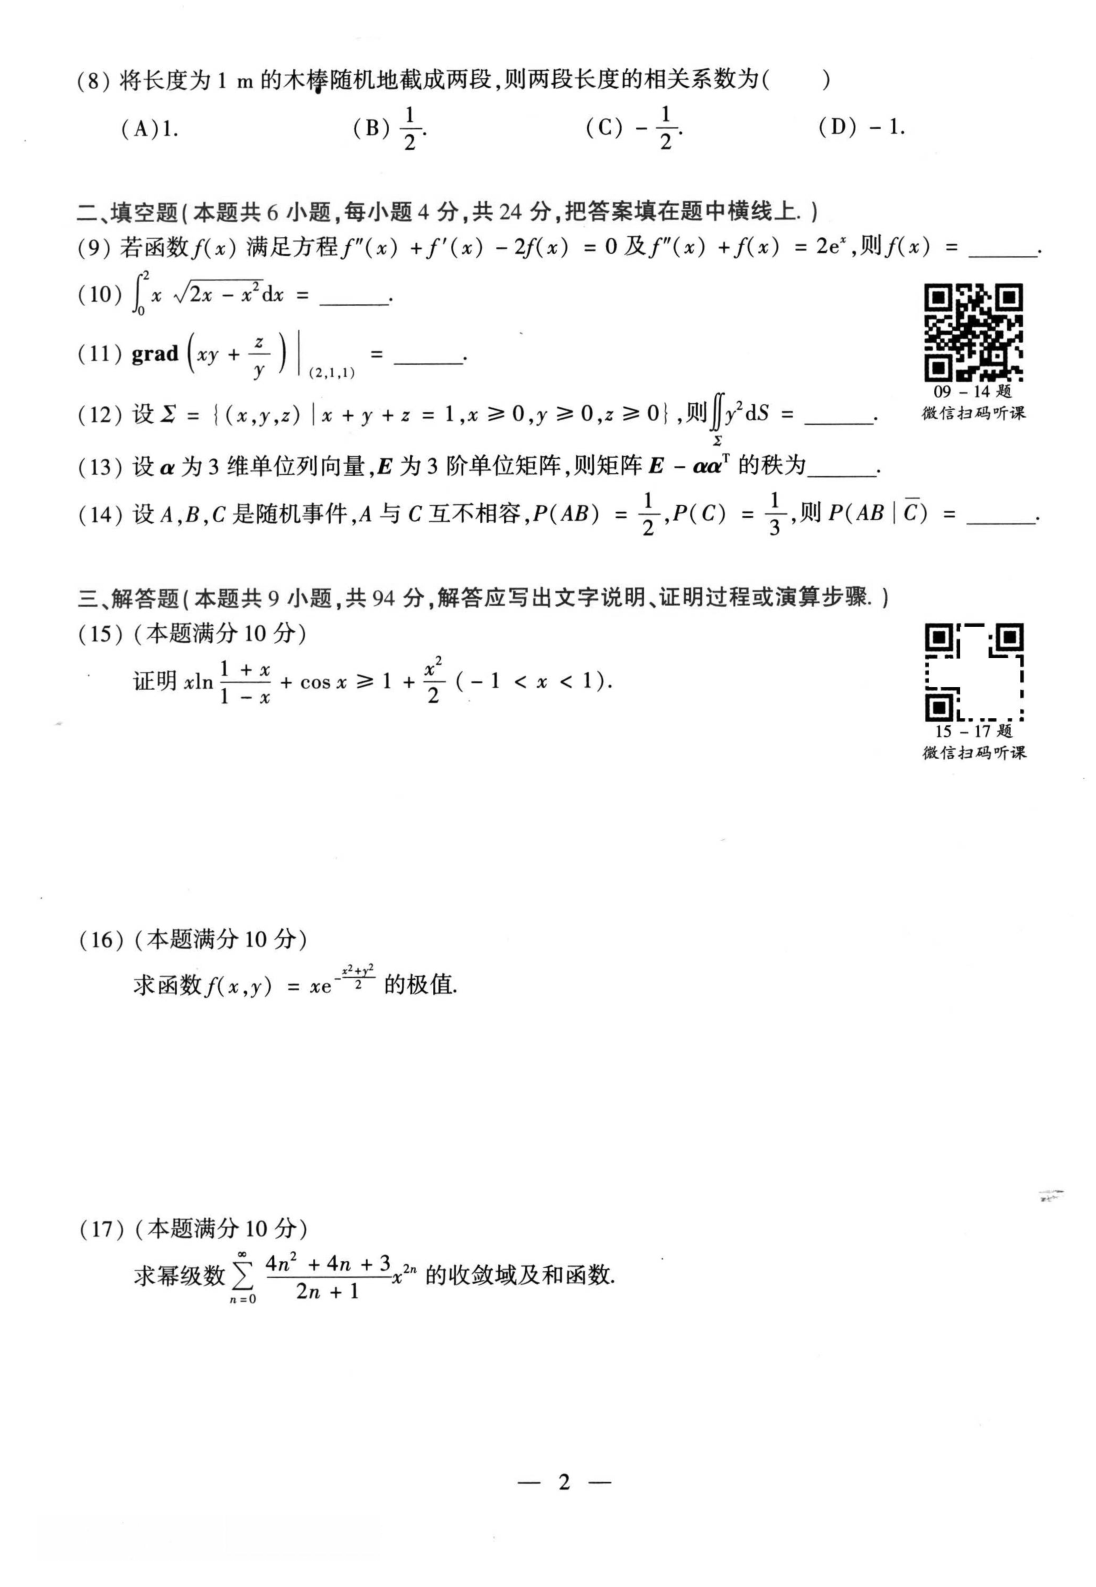 (8) 将长度为 1 m 的木棒随机地截成两段,则两段长度的相关系数为(  )
(A)1. (B) 1/2. (C) - 1/2. (D) - 1.
二、填空题(本题共 6 小题,每小题 4 分,共 24 分,把答案填在题中横线上.)
(9) 若函数 f(x) 满足方程 f″(x) + f′(x) - 2f(x) = 0 及 f″(x) + f(x) = 2eˣ,则 f(x) = ______.
(10) ∫₀² x √(2x - x²) dx = ______.
(11) grad (xy + z/y) |(2,1,1) = ______.
(12) 设 Σ = {(x,y,z) | x + y + z = 1,x ≥ 0,y ≥ 0,z ≥ 0},则 ∬_Σ y²dS = ______.
09 - 14 题
微信扫码听课
(13) 设 α 为 3 维单位列向量,E 为 3 阶单位矩阵,则矩阵 E - ααᵀ 的秩为______.
(14) 设 A,B,C 是随机事件,A 与 C 互不相容,P(AB) = 1/2,P(C) = 1/3,则 P(AB | C̅) = ______.
三、解答题(本题共 9 小题,共 94 分,解答应写出文字说明、证明过程或演算步骤.)
(15) (本题满分 10 分)
证明 xln (1 + x)/(1 - x) + cos x ≥ 1 + x²/2 (- 1 < x < 1).
15 - 17 题
微信扫码听课
(16) (本题满分 10 分)
求函数 f(x,y) = xe^(-(x²+y²)/2) 的极值.
(17) (本题满分 10 分)
求幂级数 ∑_{n=0}^{∞} (4n² + 4n + 3)/(2n + 1) x²ⁿ 的收敛域及和函数.
— 2 —